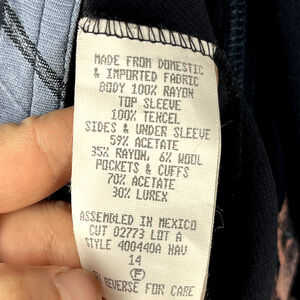 MADE FROM DOMESTIC
& IMPORTED FABRIC
BODY 100% RAYON
TOP SLEEVE
100% TENCEL
SIDES & UNDER SLEEVE
59% ACETATE
35% RAYON, 6% WOOL
POCKETS & CUFFS
70% ACETATE
30% LUREX
ASSEMBLED IN MEXICO
CUT 02773 LOT A
STYLE 400440A NAV
14
F
REVERSE FOR CARE